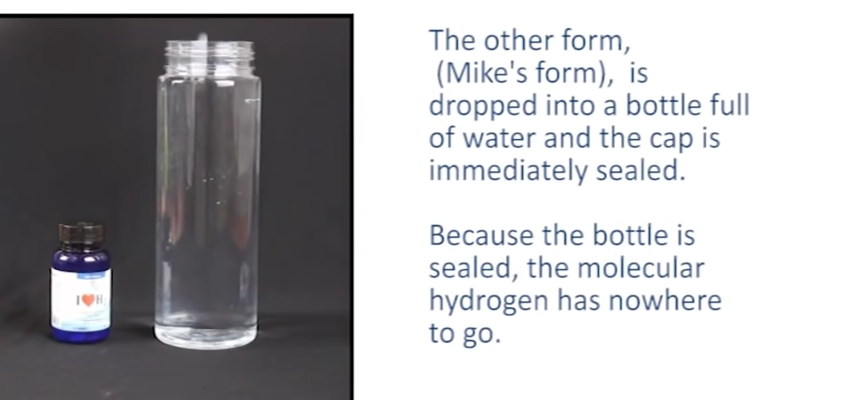 I❤H
The other form,
(Mike's form), is
dropped into a bottle full
of water and the cap is
immediately sealed.
Because the bottle is
sealed, the molecular
hydrogen has nowhere
to go.